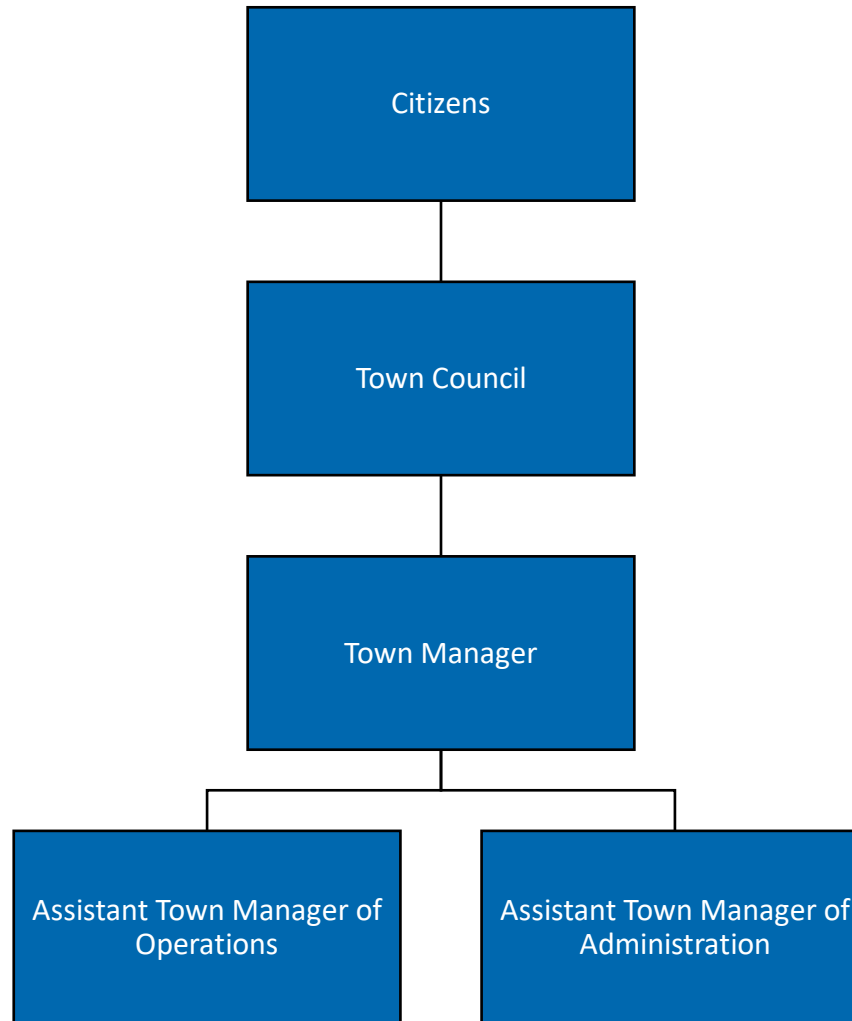 Citizens
Town Council
Town Manager
Assistant Town Manager of
Operations
Assistant Town Manager of
Administration